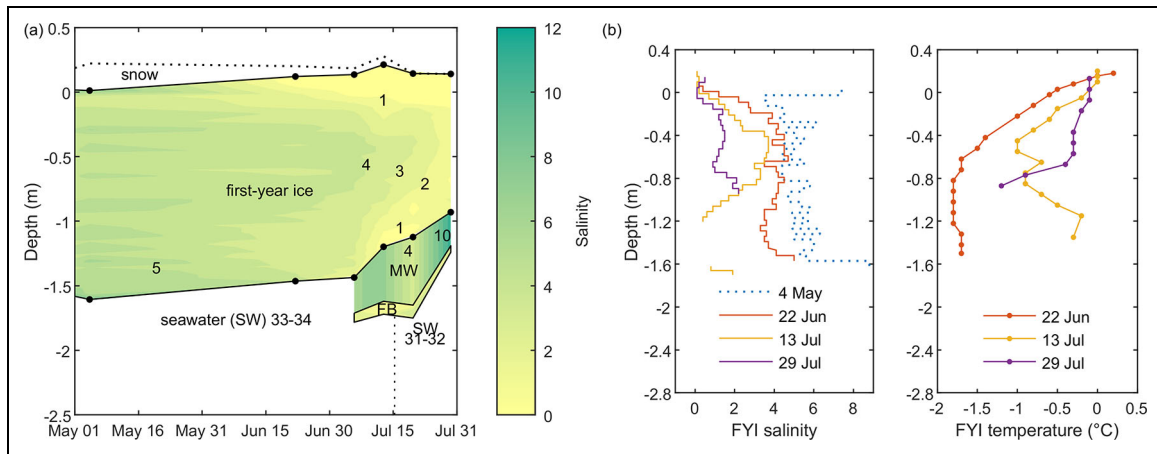 (a)
0.5
0
-0.5
-1
-1.5
-2
-2.5
Depth (m)
May 01 May 16 May 31 Jun 15 Jun 30 Jul 15 Jul 31
snow
first-year ice
1
4
3
2
1
5
4
10
MW
FB
SW
31-32
seawater (SW) 33-34
12
10
8
6
4
2
0
Salinity
(b)
0.4
0
-0.4
-0.8
-1.2
-1.6
-2
-2.4
-2.8
Depth (m)
0 2 4 6 8
FYI salinity
4 May
22 Jun
13 Jul
29 Jul
0.4
0
-0.4
-0.8
-1.2
-1.6
-2
-2.4
-2.8
-2 -1.5 -1 -0.5 0 0.5
FYI temperature (°C)
22 Jun
13 Jul
29 Jul